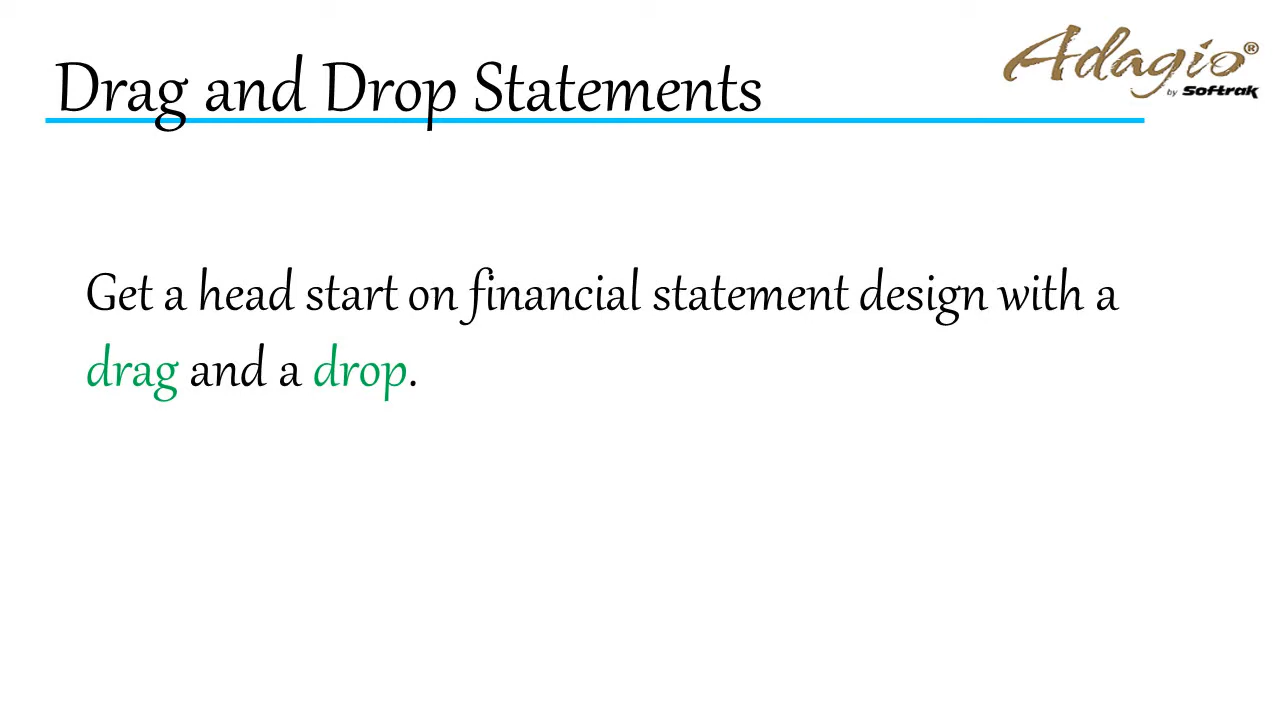 Drag and Drop Statements
Adagio®
by Softrak
Get a head start on financial statement design with a
drag and a drop.